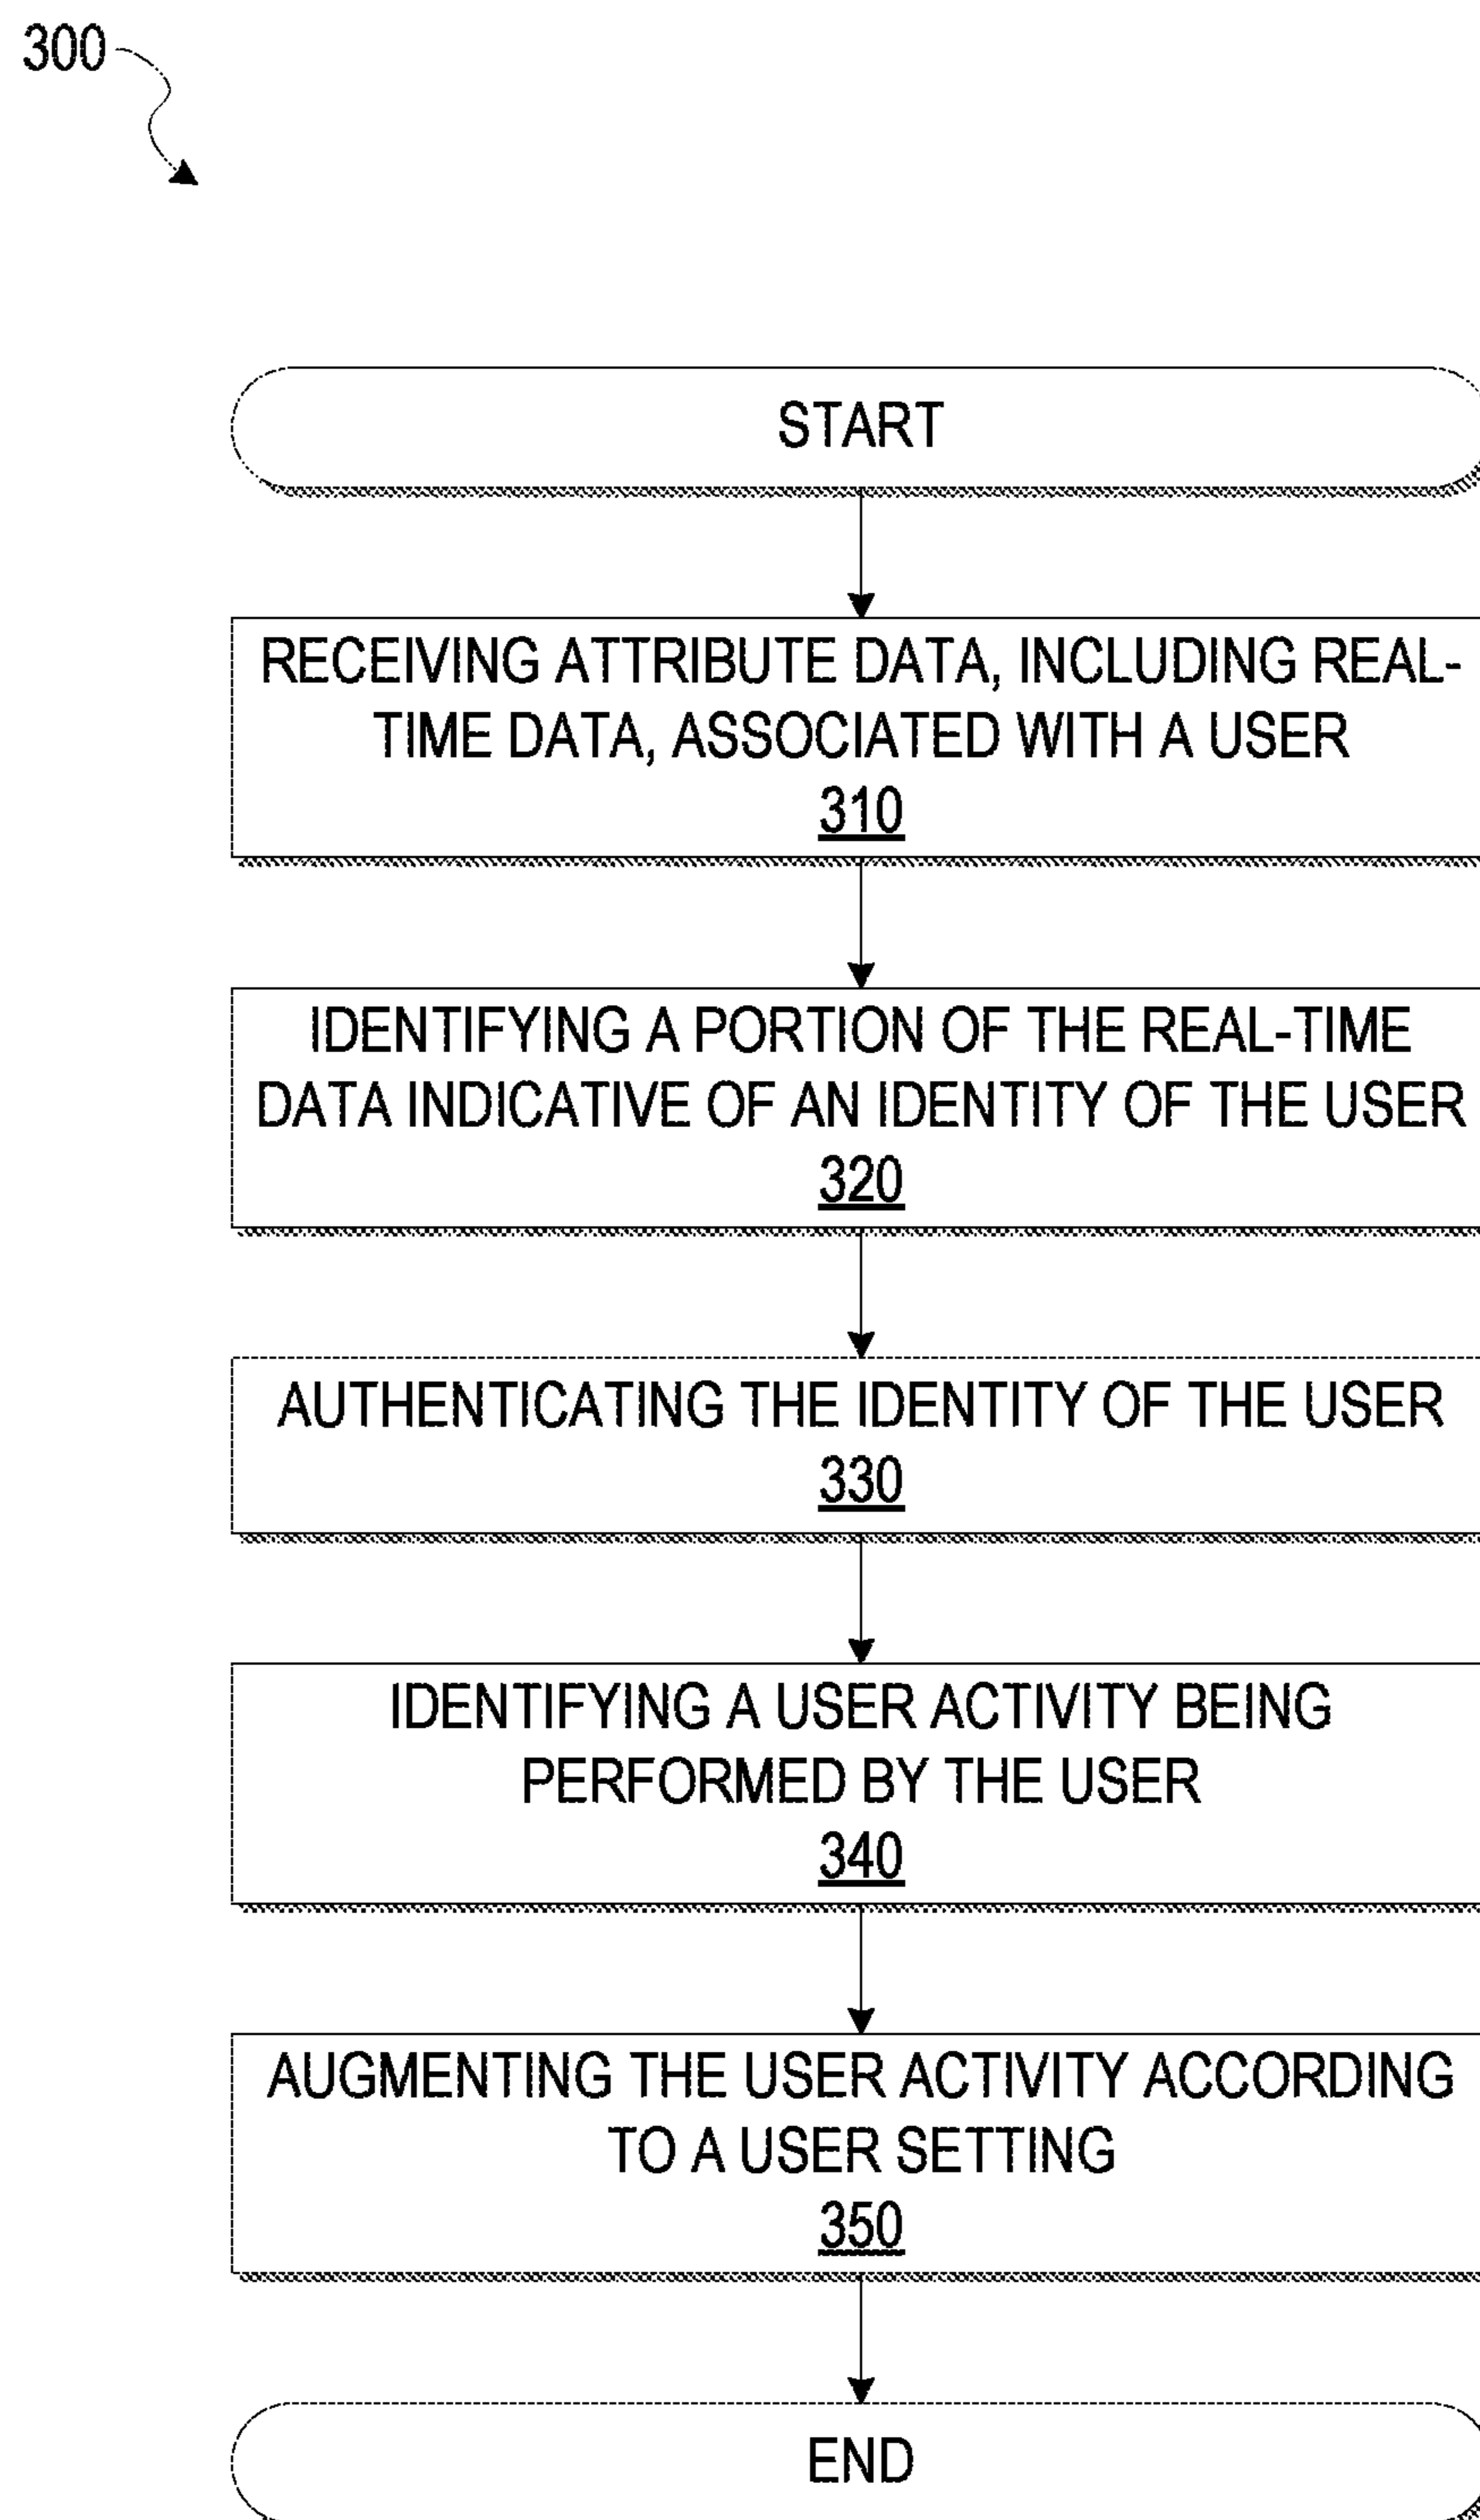 300
START
RECEIVING ATTRIBUTE DATA, INCLUDING REAL-
TIME DATA, ASSOCIATED WITH A USER
310
IDENTIFYING A PORTION OF THE REAL-TIME
DATA INDICATIVE OF AN IDENTITY OF THE USER
320
AUTHENTICATING THE IDENTITY OF THE USER
330
IDENTIFYING A USER ACTIVITY BEING
PERFORMED BY THE USER
340
AUGMENTING THE USER ACTIVITY ACCORDING
TO A USER SETTING
350
END